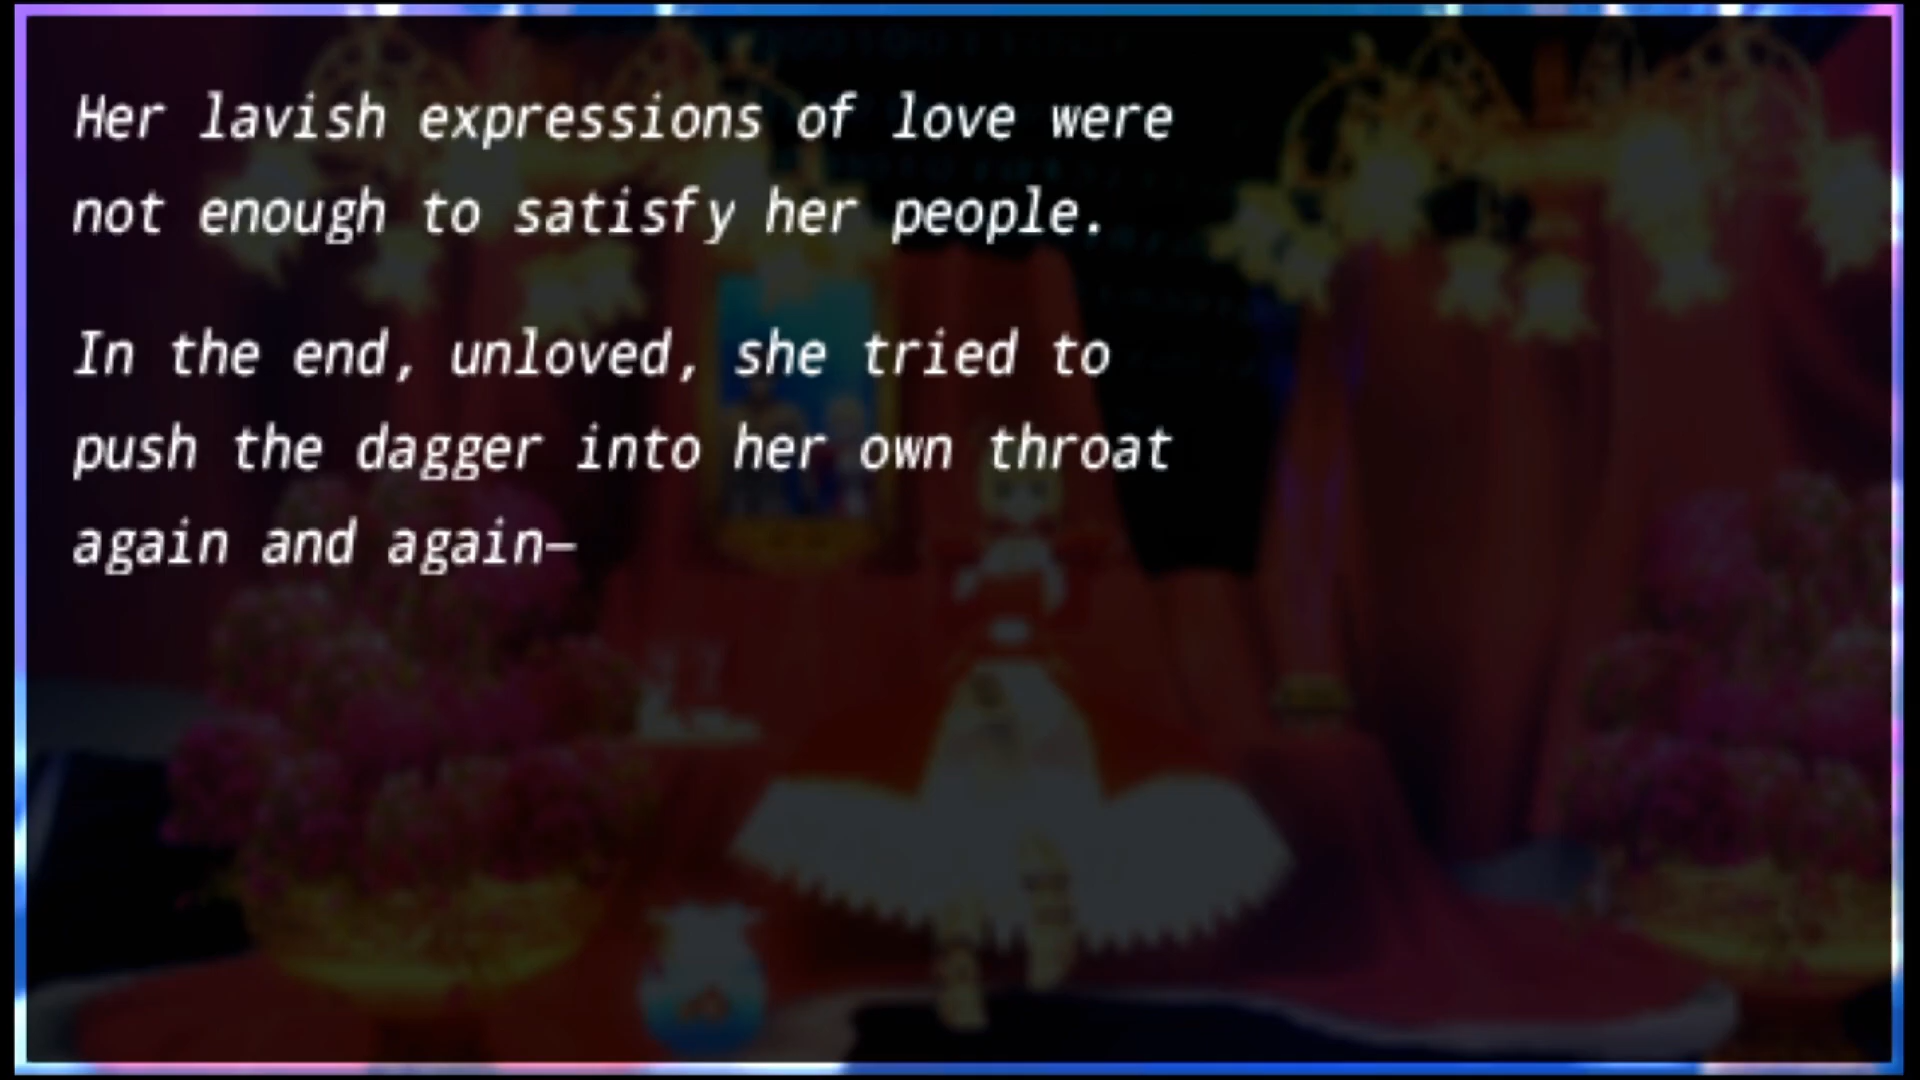 Her lavish expressions of love were
not enough to satisfy her people.
In the end, unloved, she tried to
push the dagger into her own throat
again and again—